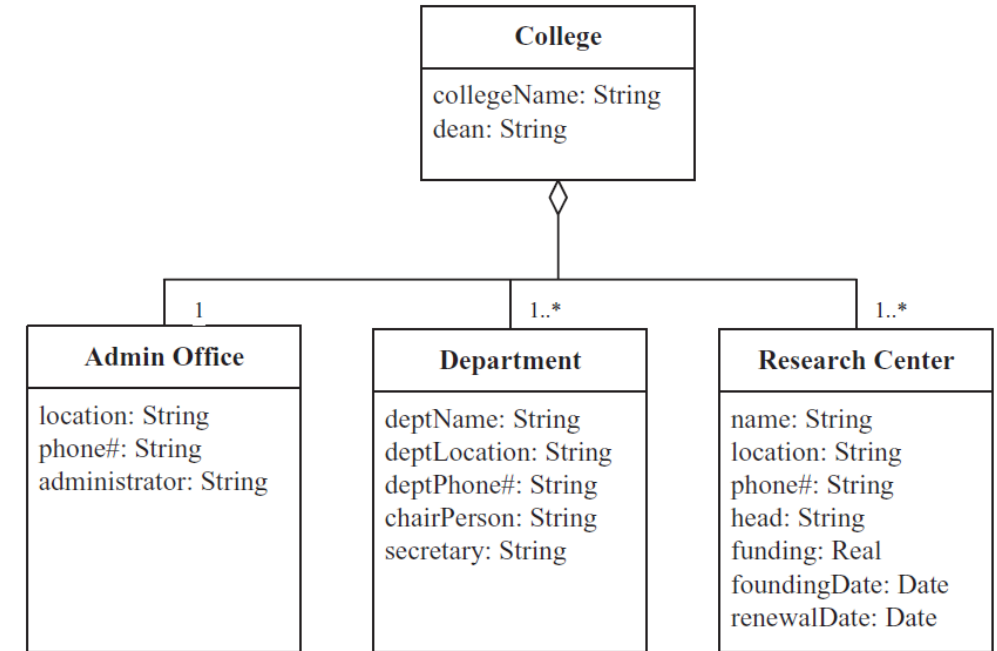 College
collegeName: String
dean: String
1
1..*
1..*
Admin Office
location: String
phone#: String
administrator: String
Department
deptName: String
deptLocation: String
deptPhone#: String
chairPerson: String
secretary: String
Research Center
name: String
location: String
phone#: String
head: String
funding: Real
foundingDate: Date
renewalDate: Date